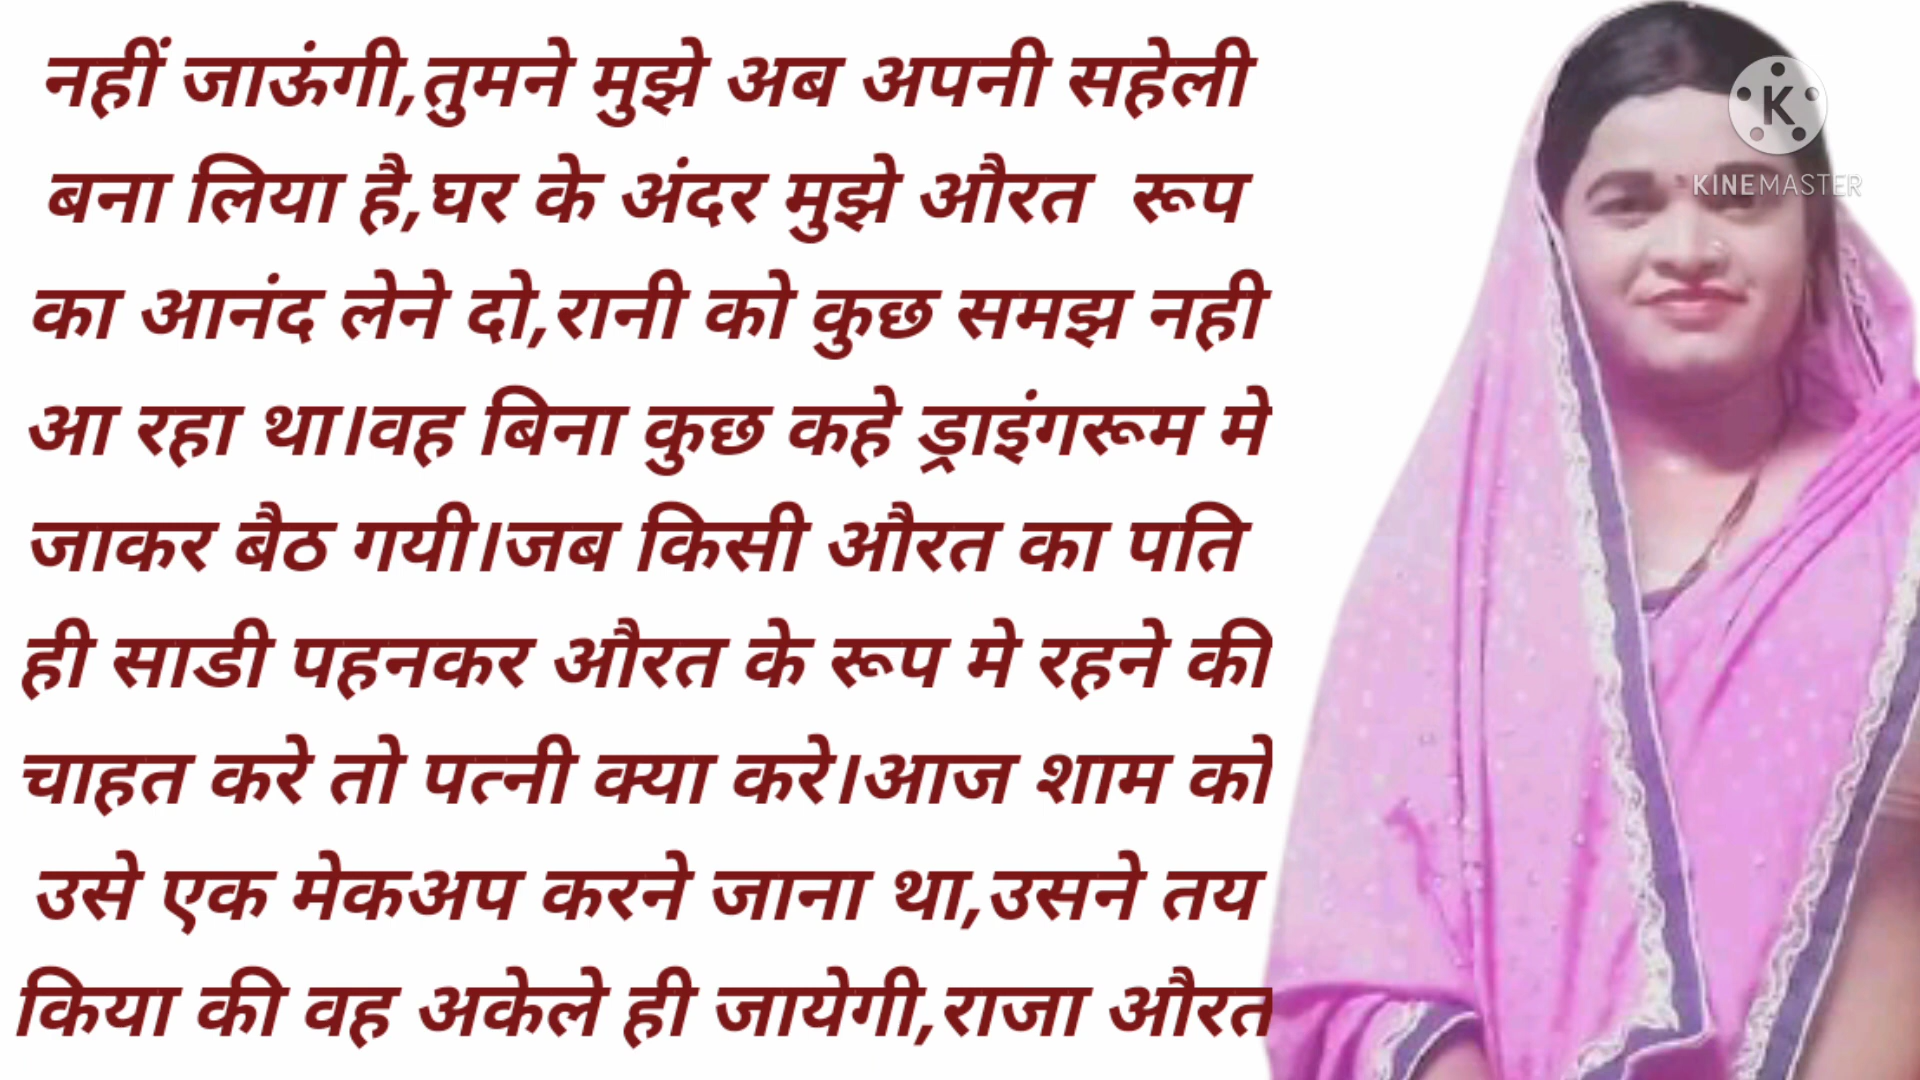 नहीं जाऊंगी,तुमने मुझे अब अपनी सहेली
बना लिया है,घर के अंदर मुझे औरत रूप
का आनंद लेने दो,रानी को कुछ समझ नही
आ रहा था।वह बिना कुछ कहे ड्राइंगरूम मे
जाकर बैठ गयी।जब किसी औरत का पति
ही साडी पहनकर औरत के रूप मे रहने की
चाहत करे तो पत्नी क्या करे।आज शाम को
उसे एक मेकअप करने जाना था,उसने तय
किया की वह अकेले ही जायेगी,राजा औरत
K
KINEMASTER